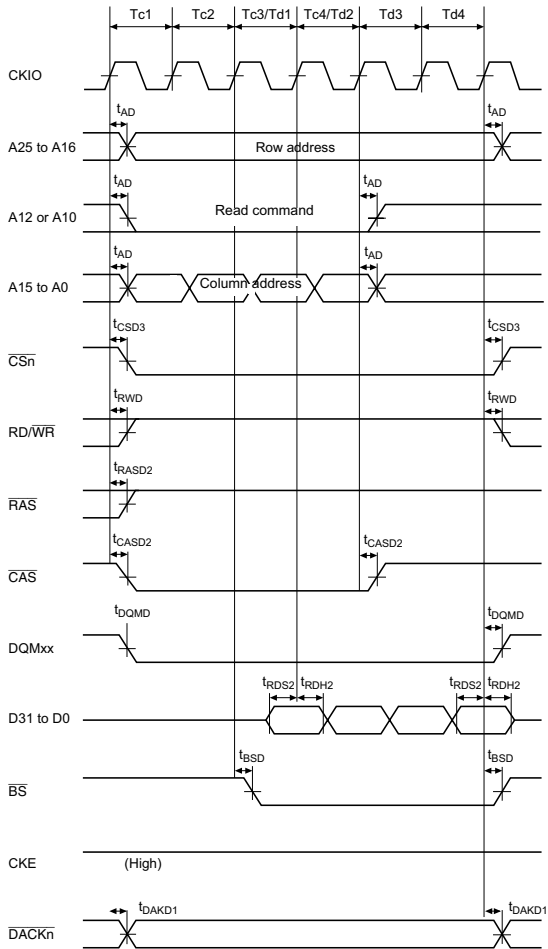 Tc1 Tc2 Tc3/Td1 Tc4/Td2 Td3 Td4
CKIO
tAD tAD
A25 to A16 Row address
tAD tAD
A12 or A10 Read command
tAD tAD
A15 to A0 Column address
tCSD3 tCSD3
CSn
tRWD tRWD
RD/WR
tRASD2
RAS
tCASD2 tCASD2
CAS
tDQMD tDQMD
DQMxx
tRDS2 tRDH2 tRDS2 tRDH2
D31 to D0
tBSD tBSD
BS
CKE (High)
tDAKD1 tDAKD1
DACKn